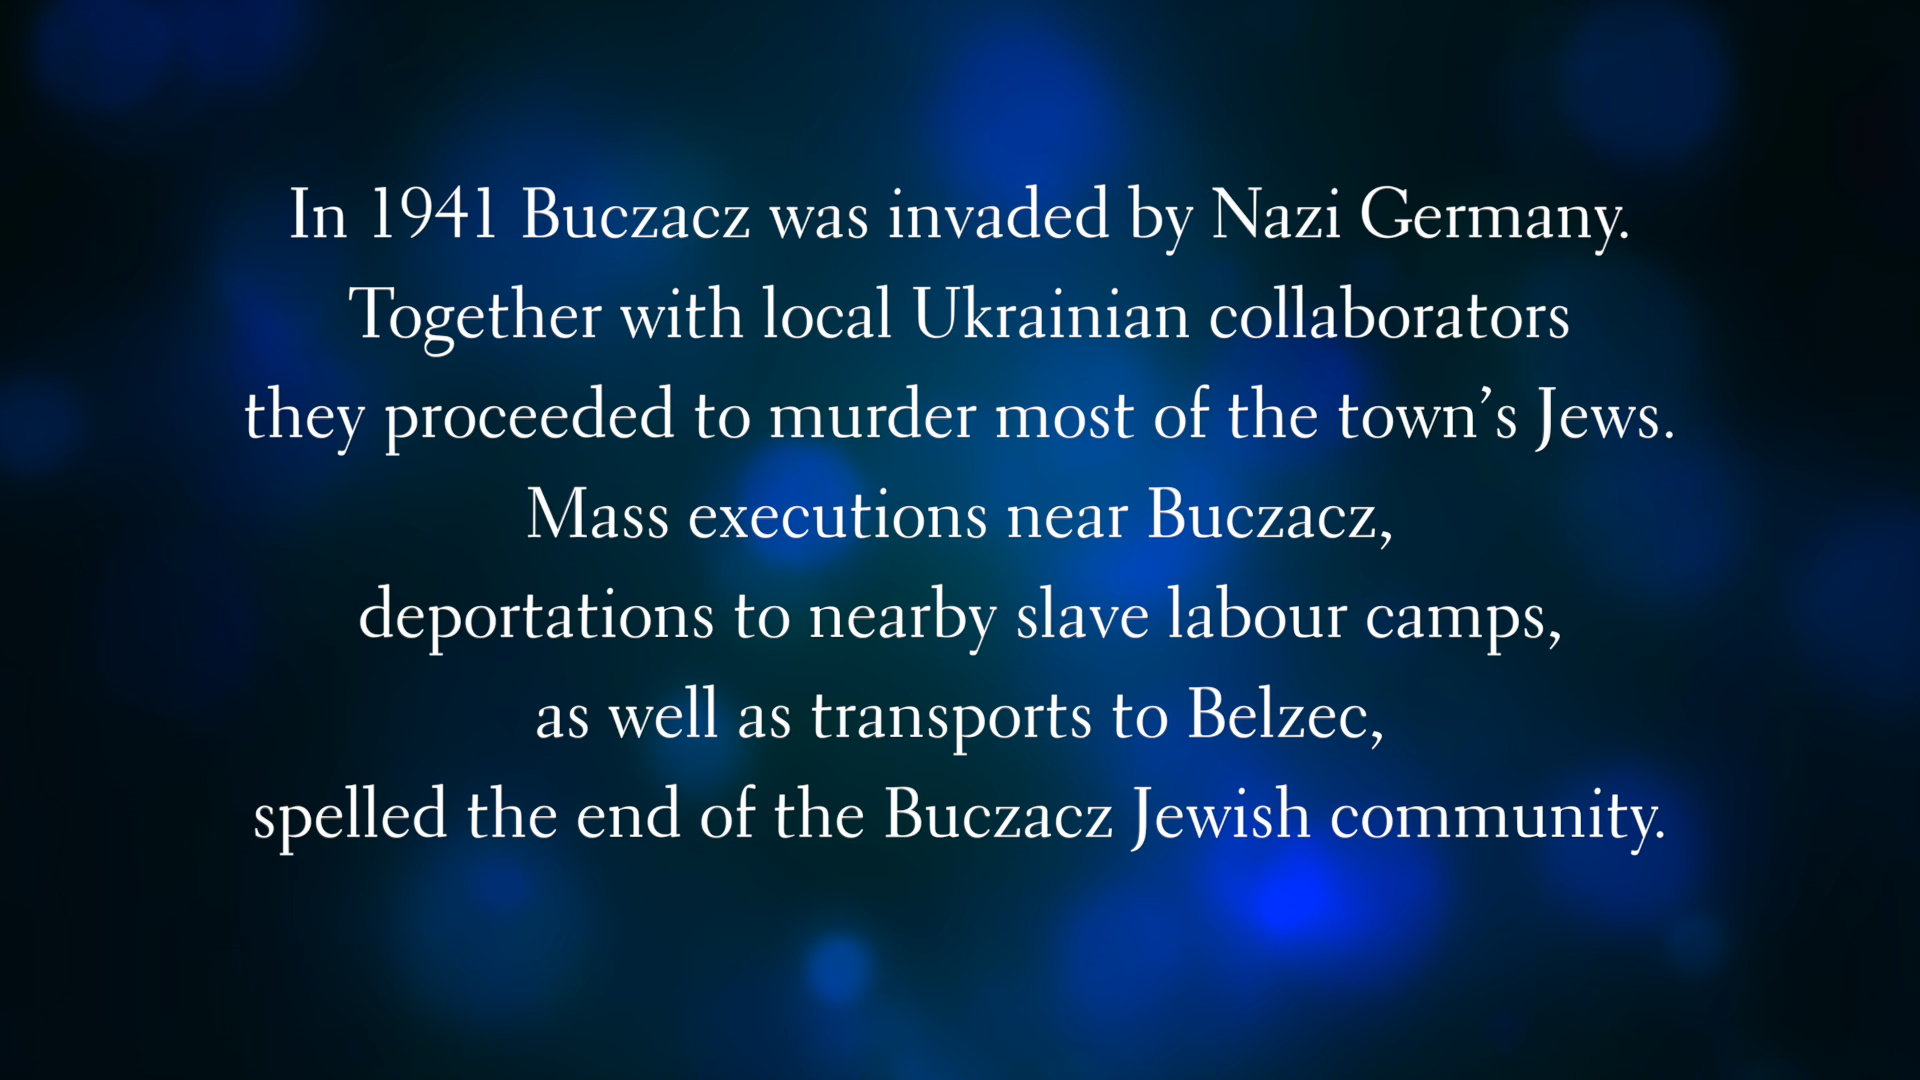 In 1941 Buczacz was invaded by Nazi Germany.
Together with local Ukrainian collaborators
they proceeded to murder most of the town’s Jews.
Mass executions near Buczacz,
deportations to nearby slave labour camps,
as well as transports to Belzec,
spelled the end of the Buczacz Jewish community.